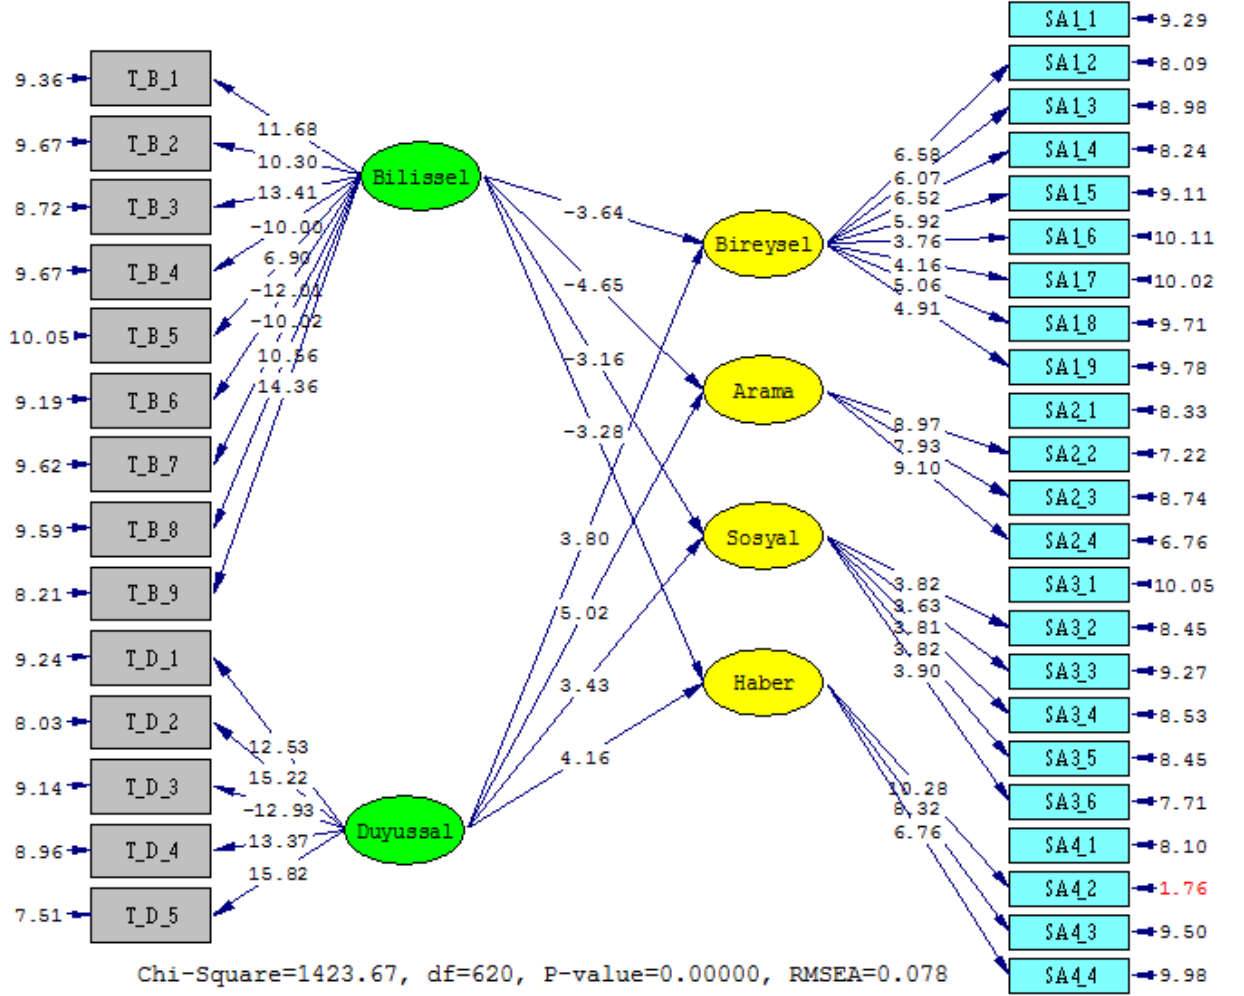 SA1_1 9.29
SA1_2 8.09
9.36 T_B_1
SA1_3 8.98
11.68
9.67 T_B_2
SA1_4 8.24
6.58
10.30
Bilissel
6.07
13.41
SA1_5 9.11
6.52
8.72 T_B_3
-3.64
5.92
-10.00
SA1_6 10.11
Bireysel
3.76
6.90
4.16
9.67 T_B_4
SA1_7 10.02
-4.65
5.06
-12.01
4.91
-10.02
SA1_8 9.71
10.05 T_B_5
10.56
-3.16
SA1_9 9.78
14.36
Arama
9.19 T_B_6
SA2_1 8.33
8.97
-3.28
7.93
SA2_2 7.22
9.62 T_B_7
9.10
SA2_3 8.74
9.59 T_B_8
3.80
Sosyal
SA2_4 6.76
8.21 T_B_9
3.82
SA3_1 10.05
3.63
5.02
3.81
SA3_2 8.45
3.82
9.24 T_D_1
3.90
SA3_3 9.27
3.43
Haber
8.03 T_D_2
SA3_4 8.53
12.53
4.16
SA3_5 8.45
15.22
9.14 T_D_3
10.28
SA3_6 7.71
-12.93
8.32
Duyussal
6.76
13.37
SA4_1 8.10
8.96 T_D_4
15.82
SA4_2 1.76
7.51 T_D_5
SA4_3 9.50
Chi-Square=1423.67, df=620, P-value=0.00000, RMSEA=0.078
SA4_4 9.98